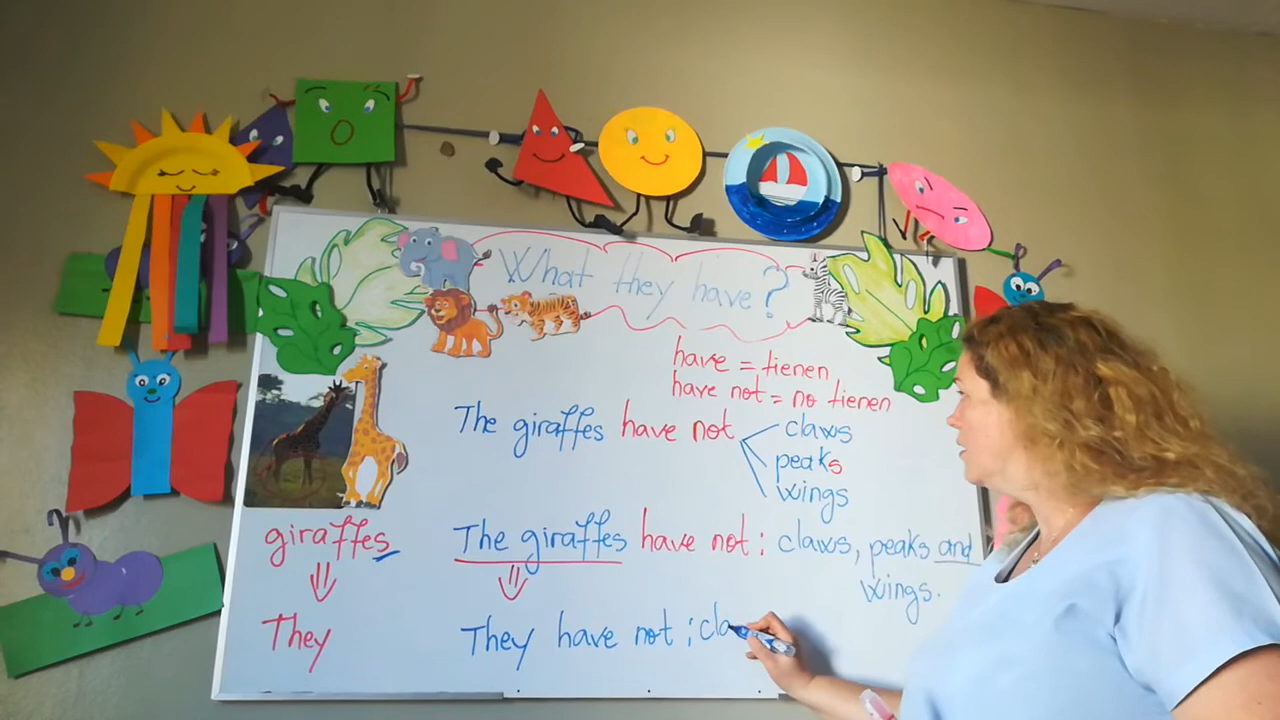 What they have?
have = tienen
have not = no tienen
The giraffes have not claws
peaks
wings
giraffes The giraffes have not : claws, peaks and
wings.
They They have not ; cla